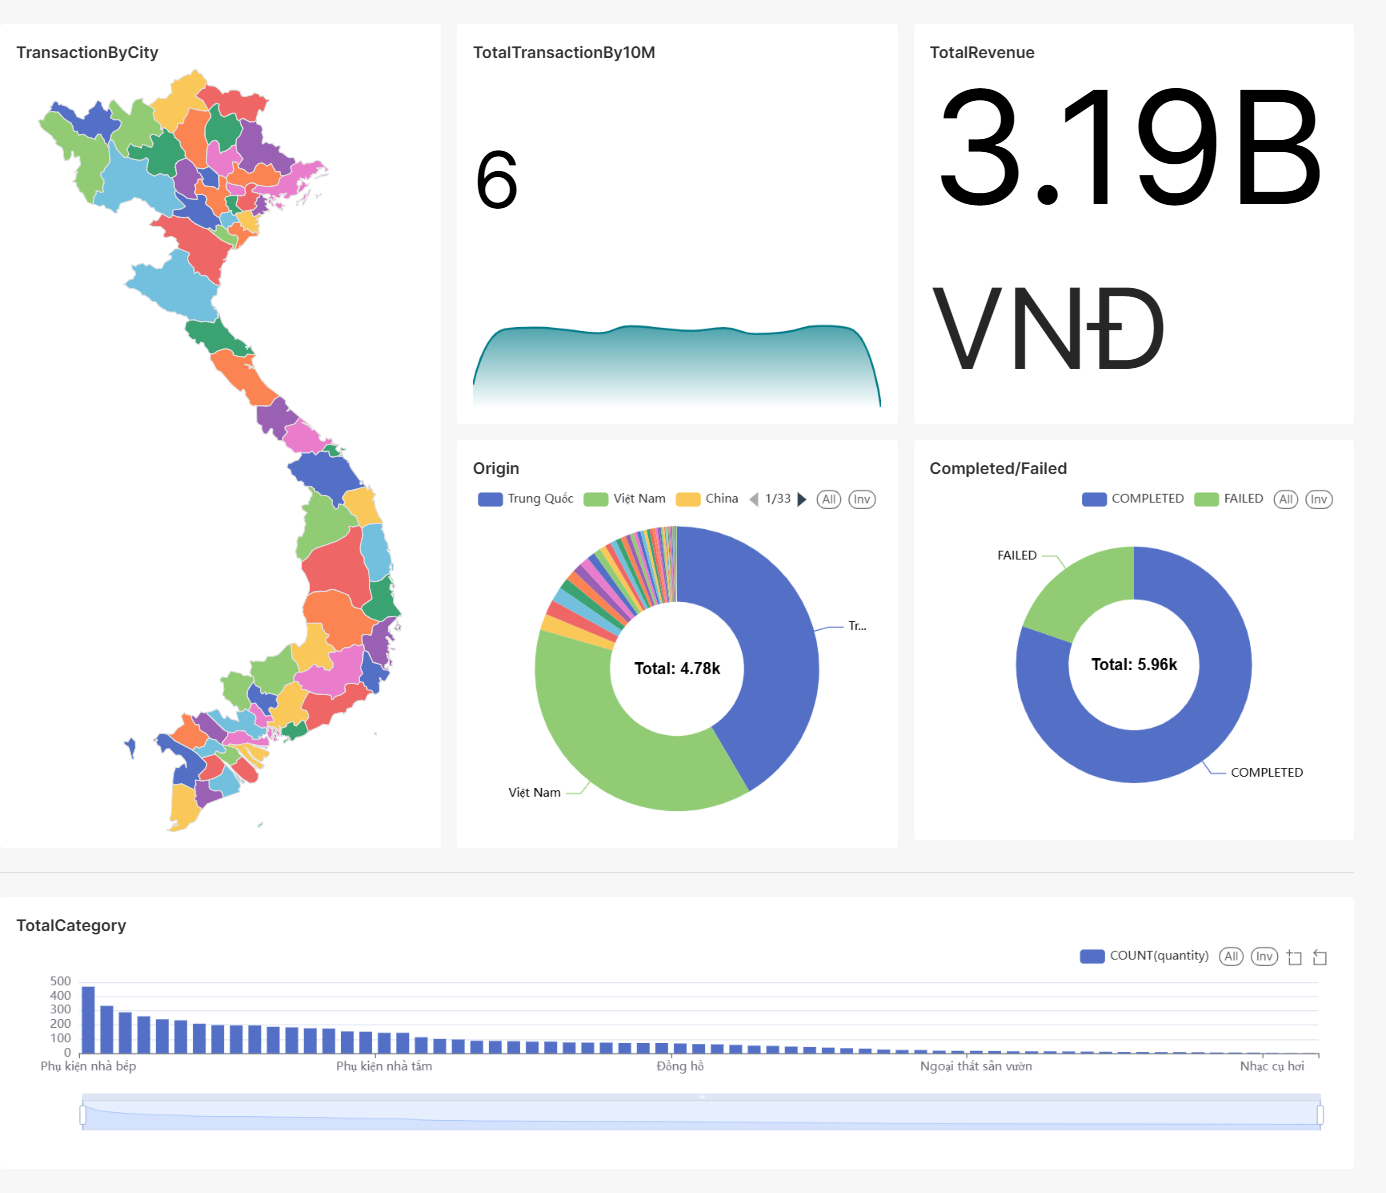 TransactionByCity
TotalTransactionBy10M
6
TotalRevenue
3.19B
VNĐ
Origin
Trung Quốc Việt Nam China 1/33 All Inv
Tr...
Total: 4.78k
Việt Nam
Completed/Failed
COMPLETED FAILED All Inv
FAILED
Total: 5.96k
COMPLETED
TotalCategory
COUNT(quantity) All Inv
500
400
300
200
100
0
Phụ kiện nhà bếp Phụ kiện nhà tắm Đồng hồ Ngoại thất sân vườn Nhạc cụ hơi